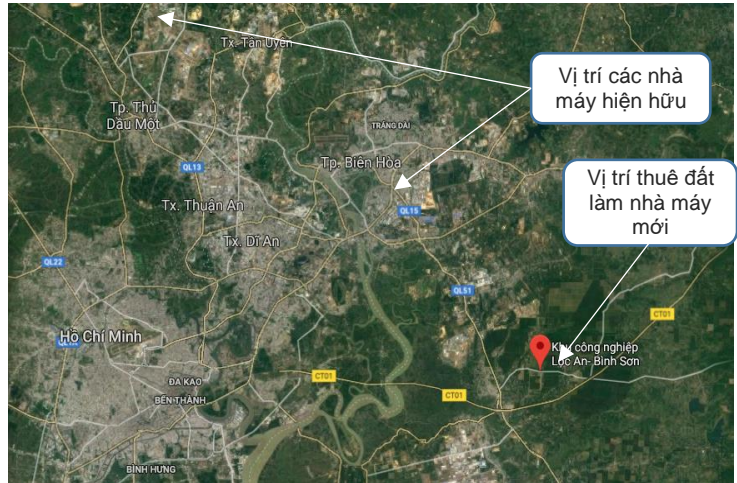 Tx. Tân Uyên
Vị trí các nhà
máy hiện hữu
Tp. Thủ
Dầu Một
TRẢNG DÀI
QL13
Tp. Biên Hòa
Vị trí thuê đất
làm nhà máy
mới
Tx. Thuận An
QL15
Tx. Dĩ An
QL22
QL51
CT01
Hồ Chí Minh
Khu công nghiệp
Lộc An- Bình Sơn
ĐA KAO
CT01
CT01
BẾN THÀNH
BÌNH HƯNG